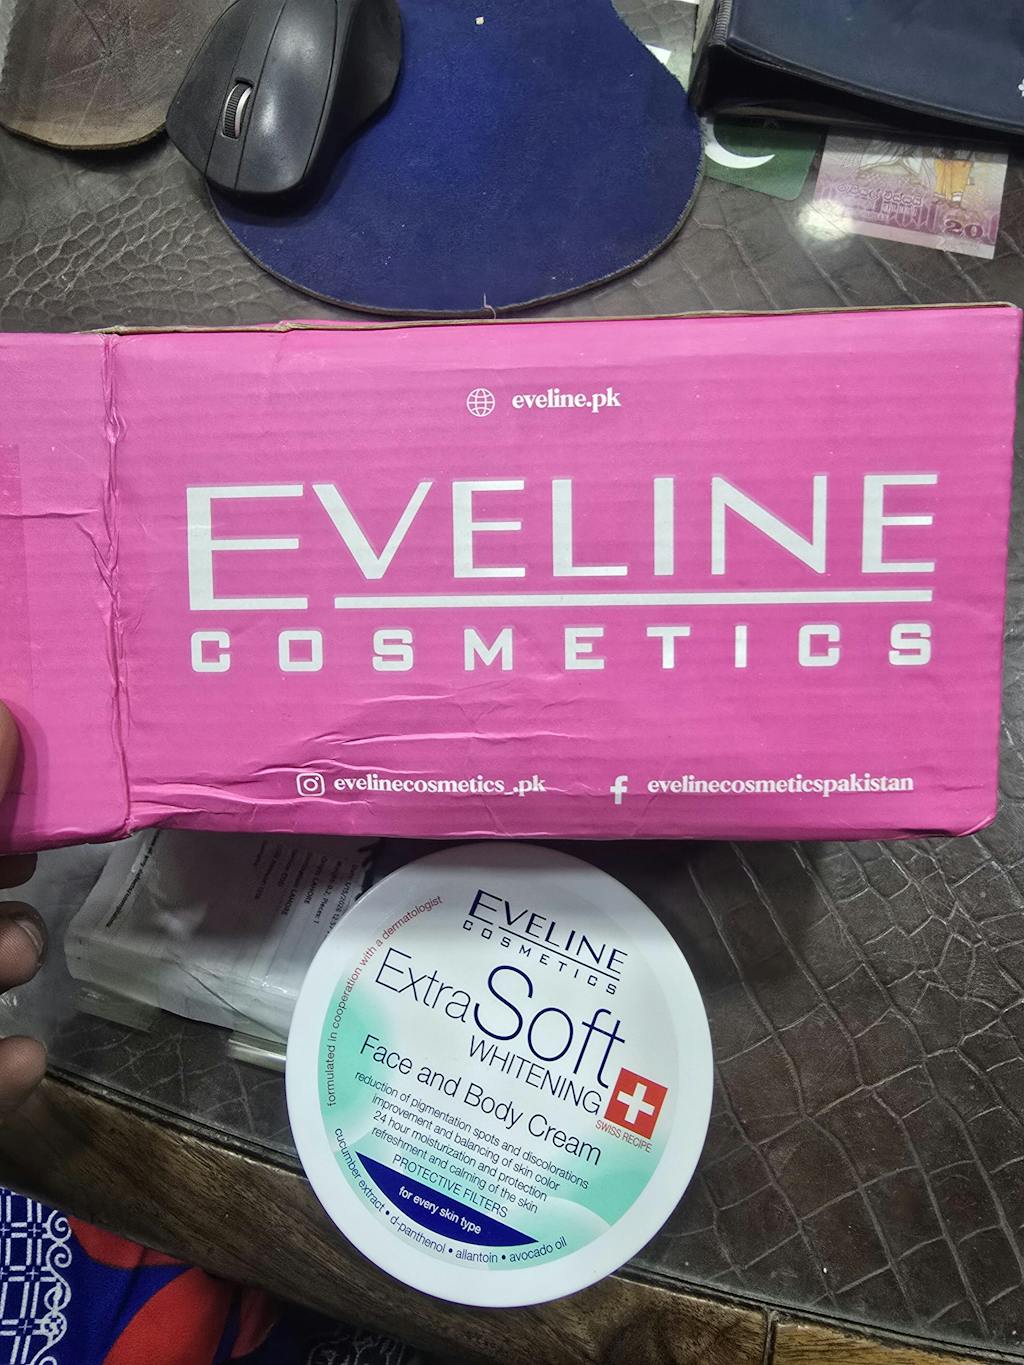 20
eveline.pk
EVELINE
COSMETICS
evelinecosmetics_.pk
evelinecosmeticspakistan
EVELINE
COSMETICS
formulated in cooperation with a dermatologist
Extra Soft
WHITENING
SWISS RECIPE
Face and Body Cream
reduction of pigmentation spots and discolorations
improvement and balancing of skin color
24 hour moisturization and protection
refreshment and calming of the skin
PROTECTIVE FILTERS
for every skin type
cucumber extract • d-panthenol • allantoin • avocado oil